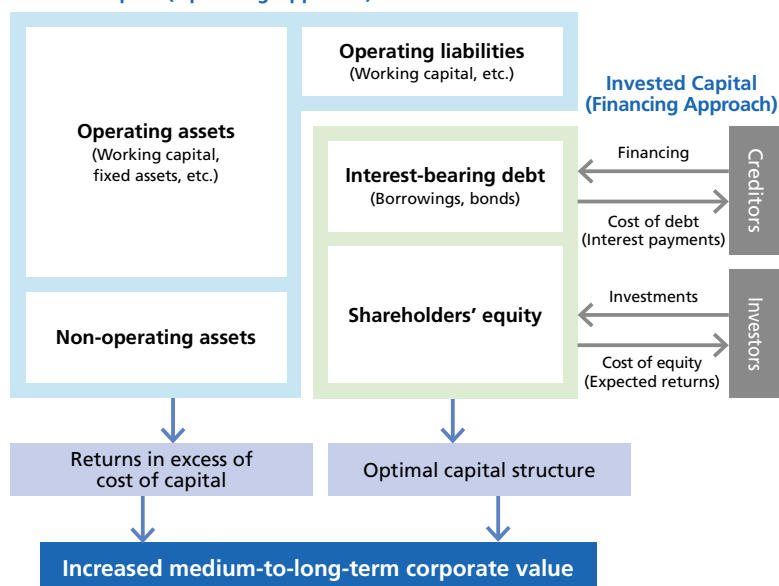 Operating liabilities
(Working capital, etc.)
Invested Capital
(Financing Approach)
Operating assets
(Working capital,
fixed assets, etc.)
Interest-bearing debt
(Borrowings, bonds)
Financing
Cost of debt
(Interest payments)
Creditors
Non-operating assets
Shareholders’ equity
Investments
Cost of equity
(Expected returns)
Investors
Returns in excess of
cost of capital
Optimal capital structure
Increased medium-to-long-term corporate value